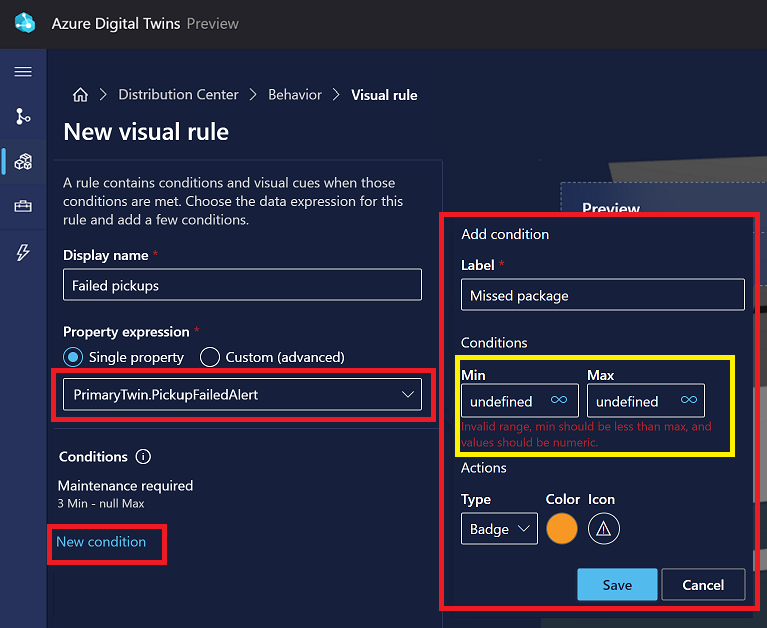 Azure Digital Twins Preview
Distribution Center Behavior Visual rule
New visual rule
A rule contains conditions and visual cues when those
conditions are met. Choose the data expression for this
rule and add a few conditions.
Display name *
Failed pickups
Property expression *
Single property Custom (advanced)
PrimaryTwin.PickupFailedAlert
Conditions
Maintenance required
3 Min - null Max
New condition
Preview
Add condition
Label *
Missed package
Conditions
Min Max
undefined ∞ undefined ∞
Invalid range, min should be less than max, and
values should be numeric.
Actions
Type Color Icon
Badge
Save Cancel